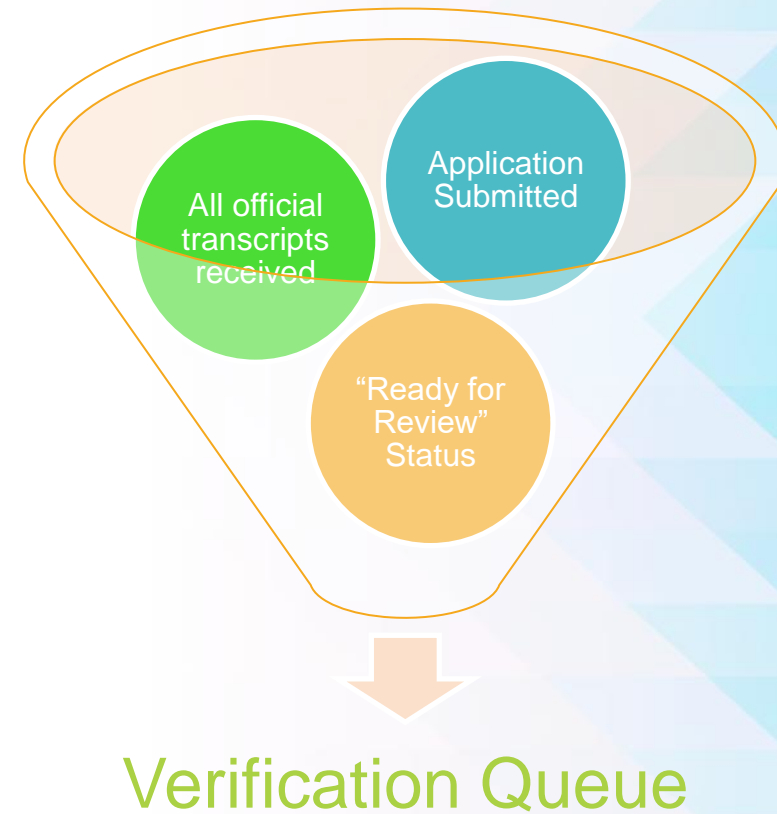 Application
Submitted
All official
transcripts
received
“Ready for
Review”
Status
Verification Queue